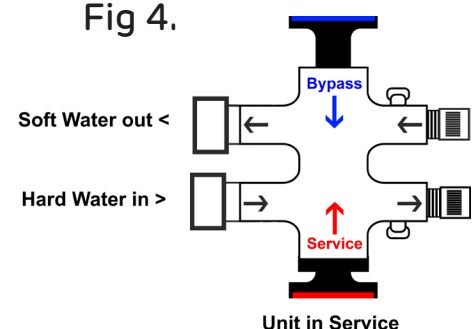 Fig 4.
Bypass
Soft Water out <
Hard Water in >
Service
Unit in Service